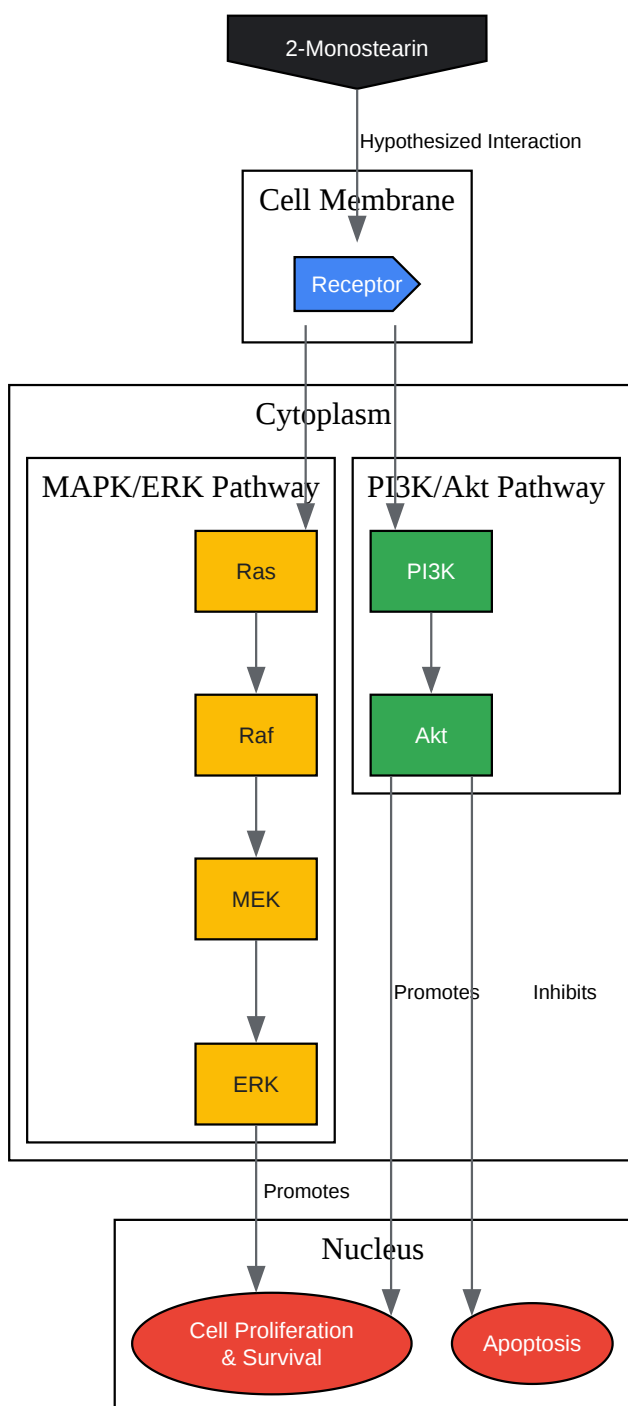 2-Monostearin
Hypothesized Interaction
Cell Membrane
Receptor
Cytoplasm
MAPK/ERK Pathway
PI3K/Akt Pathway
Ras
PI3K
Raf
Akt
MEK
Promotes
Inhibits
ERK
Promotes
Nucleus
Cell Proliferation
& Survival
Apoptosis